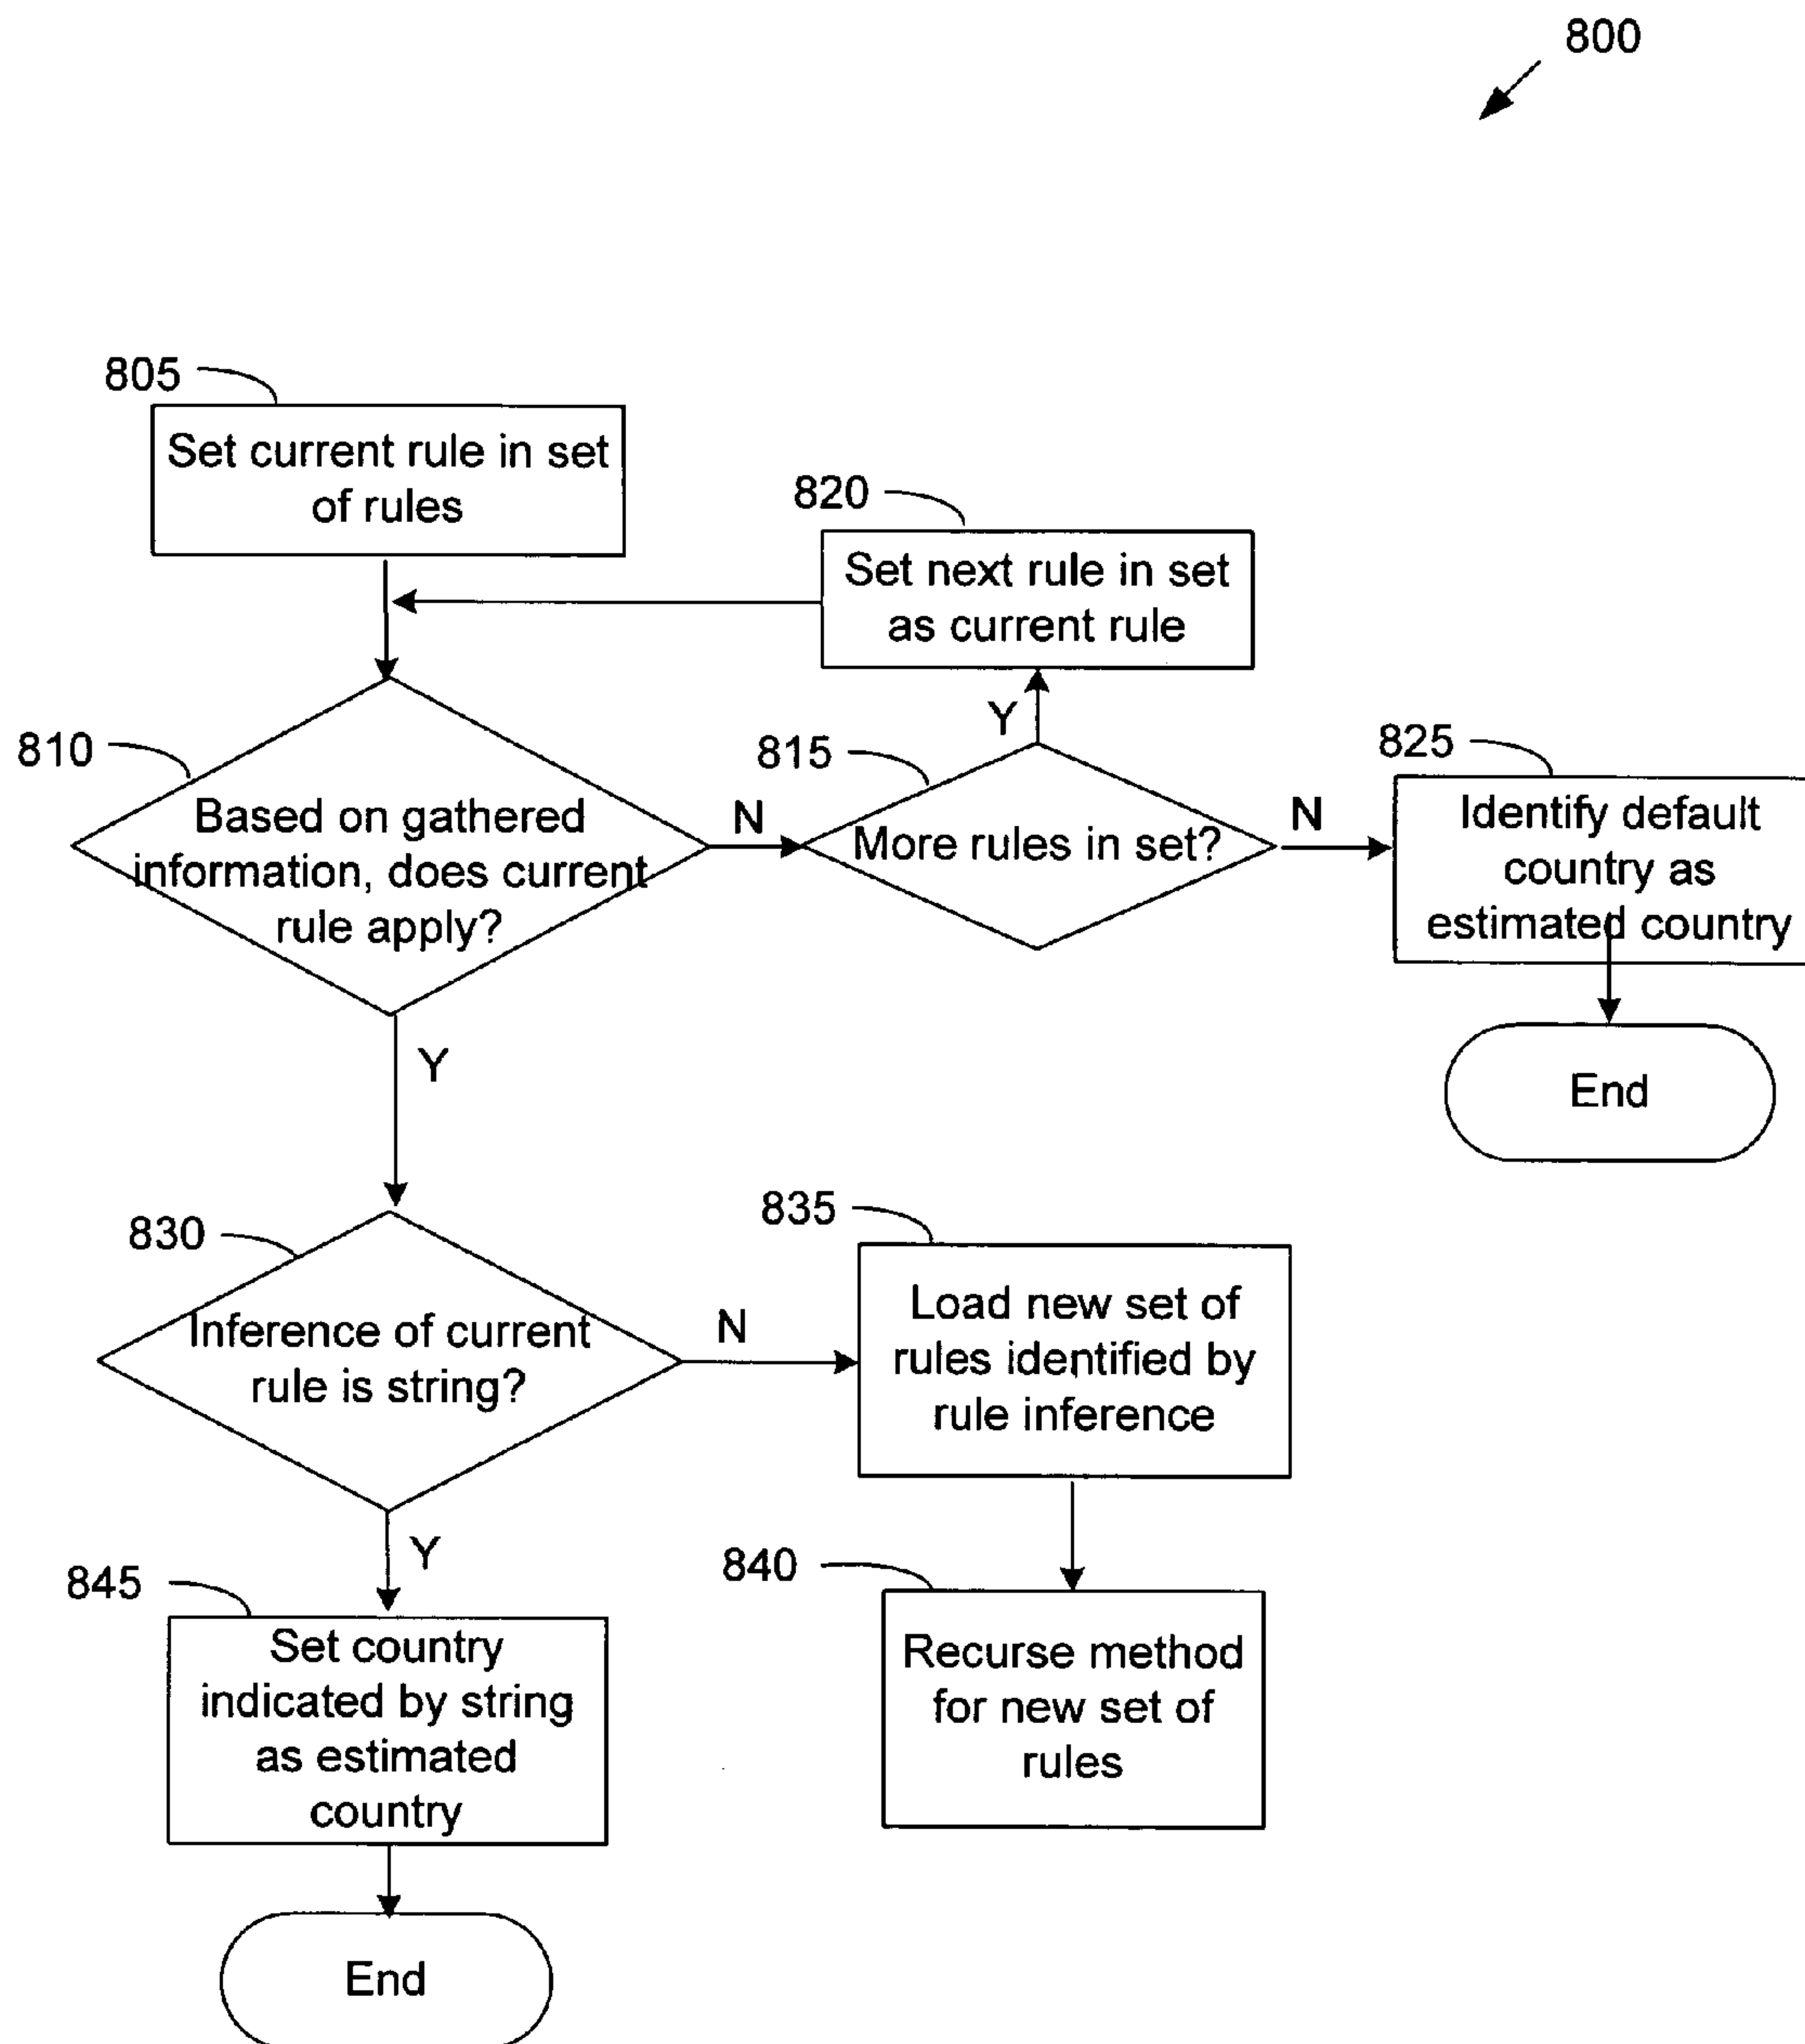 800
805
Set current rule in set
of rules
820
Set next rule in set
as current rule
810
Based on gathered
information, does current
rule apply?
N
815
More rules in set?
Y
N
825
Identify default
country as
estimated country
End
Y
830
Inference of current
rule is string?
N
835
Load new set of
rules identified by
rule inference
840
Recurse method
for new set of
rules
Y
845
Set country
indicated by string
as estimated
country
End